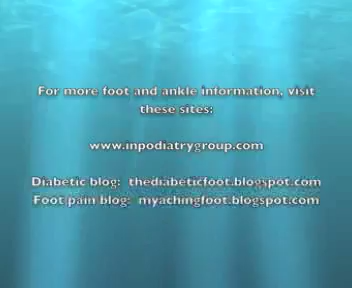 For more foot and ankle information, visit
these sites:
www.inpodiatrygroup.com
Diabetic blog: thediabeticfoot.blogspot.com
Foot pain blog: myachingfoot.blogspot.com